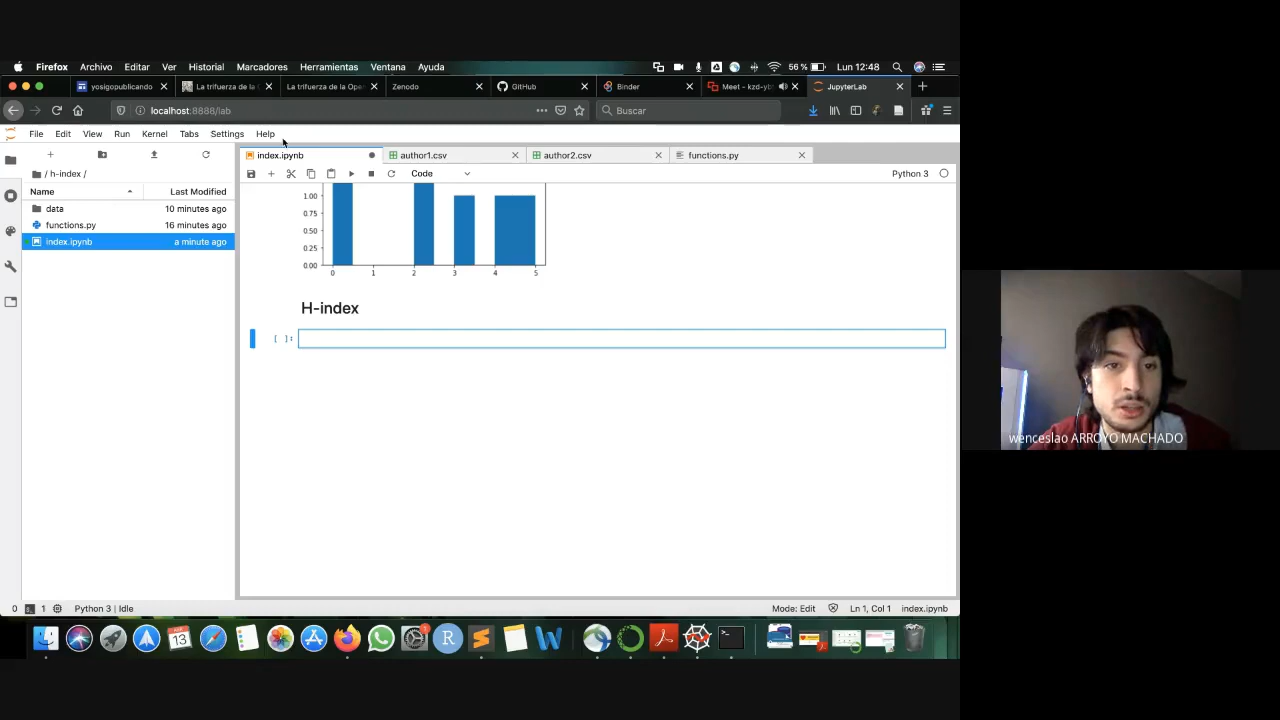 Firefox Archivo Editar Ver Historial Marcadores Herramientas Ventana Ayuda 56 % Lun 12:48
yosigopublicando La trifuerza de la La trifuerza de la Open Zenodo GitHub Binder Meet - kzd-yt JupyterLab
localhost:8888/lab Buscar
File Edit View Run Kernel Tabs Settings Help
index.ipynb author1.csv author2.csv functions.py
/ h-index /
Code Python 3
Name Last Modified
data 10 minutes ago
functions.py 16 minutes ago
index.ipynb a minute ago
1.00
0.75
0.50
0.25
0.00
0 1 2 3 4 5
H-index
[ ]:
0 1 Python 3 | Idle Mode: Edit Ln 1, Col 1 index.ipynb
13
wenceslao ARROYO MACHADO